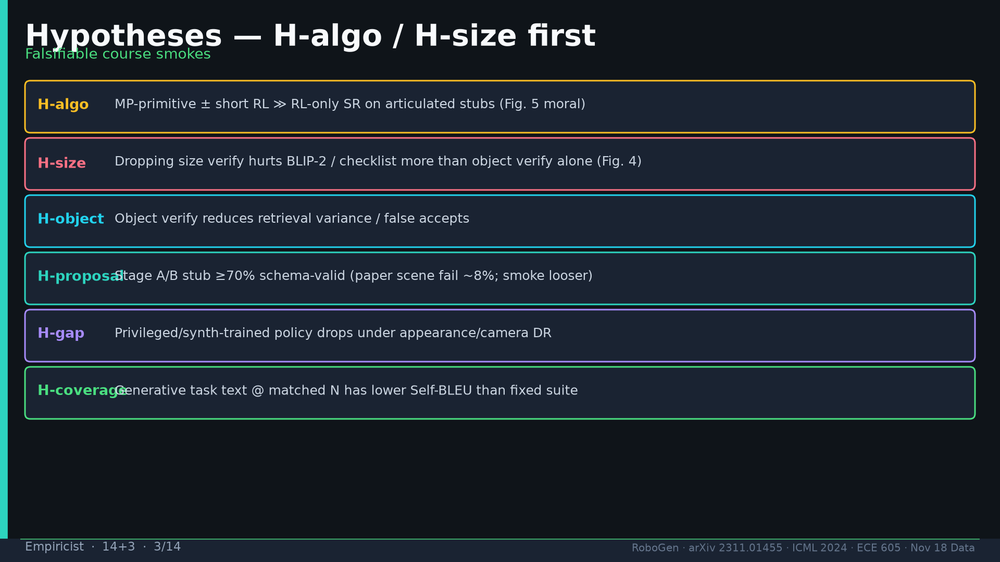 Hypotheses — H-algo / H-size first
Falsifiable course smokes
H-algo MP-primitive ± short RL ≫ RL-only SR on articulated stubs (Fig. 5 moral)
H-size Dropping size verify hurts BLIP-2 / checklist more than object verify alone (Fig. 4)
H-object Object verify reduces retrieval variance / false accepts
H-proposal Stage A/B stub ≥70% schema-valid (paper scene fail ~8%; smoke looser)
H-gap Privileged/synth-trained policy drops under appearance/camera DR
H-coverage Generative task text @ matched N has lower Self-BLEU than fixed suite
Empiricist · 14+3 · 3/14
RoboGen · arXiv 2311.01455 · ICML 2024 · ECE 605 · Nov 18 Data